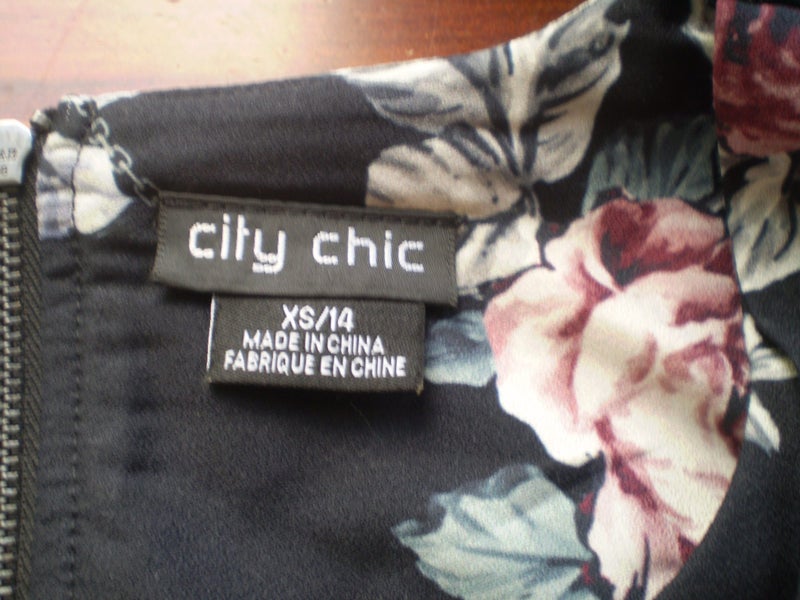 city chic
XS/14
MADE IN CHINA
FABRIQUE EN CHINE